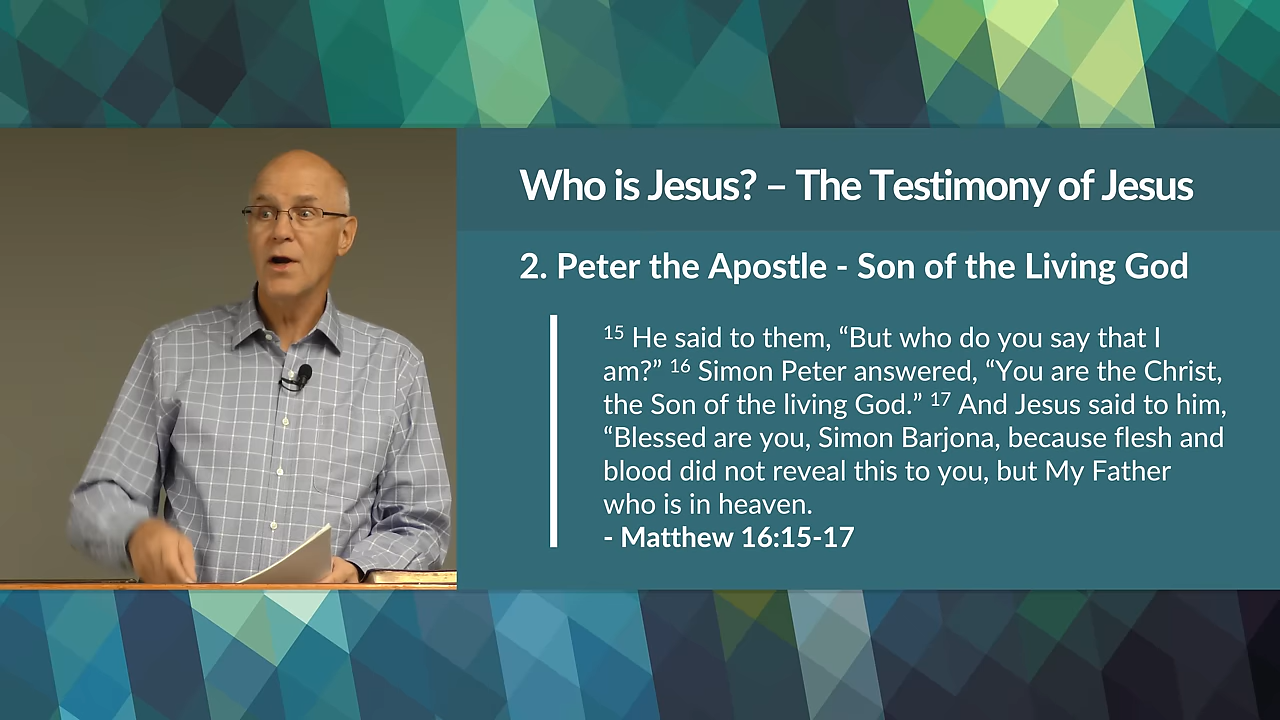 Who is Jesus? – The Testimony of Jesus
2. Peter the Apostle - Son of the Living God
15 He said to them, “But who do you say that I
am?” 16 Simon Peter answered, “You are the Christ,
the Son of the living God.” 17 And Jesus said to him,
“Blessed are you, Simon Barjona, because flesh and
blood did not reveal this to you, but My Father
who is in heaven.
- Matthew 16:15-17